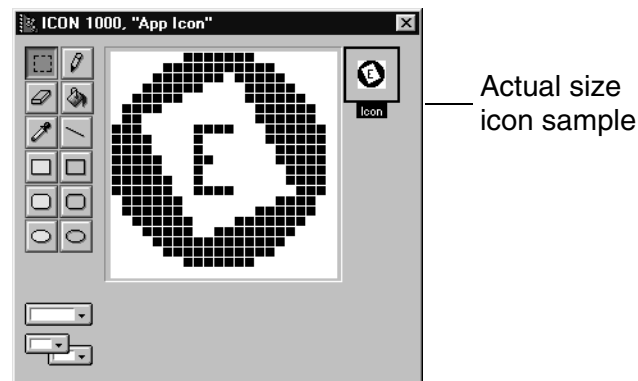 ICON 1000, "App Icon"
E
E
Icon
Actual size
icon sample